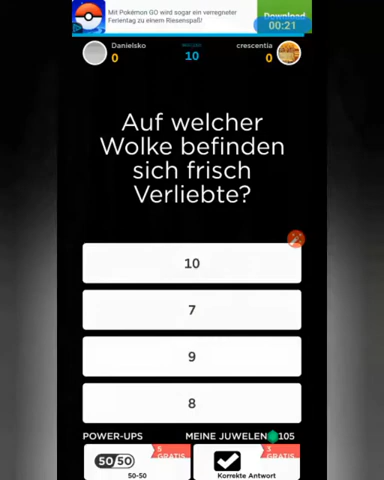 Mit Pokémon GO wird sogar ein verregneter
Ferientag zu einem Riesenspaß!
Download
00:21
Danielsko
0
10
crescentia
0
Auf welcher
Wolke befinden
sich frisch
Verliebte?
10
7
9
8
POWER-UPS
MEINE JUWELEN 105
50/50
5
GRATIS
50-50
3
GRATIS
Korrekte Antwort